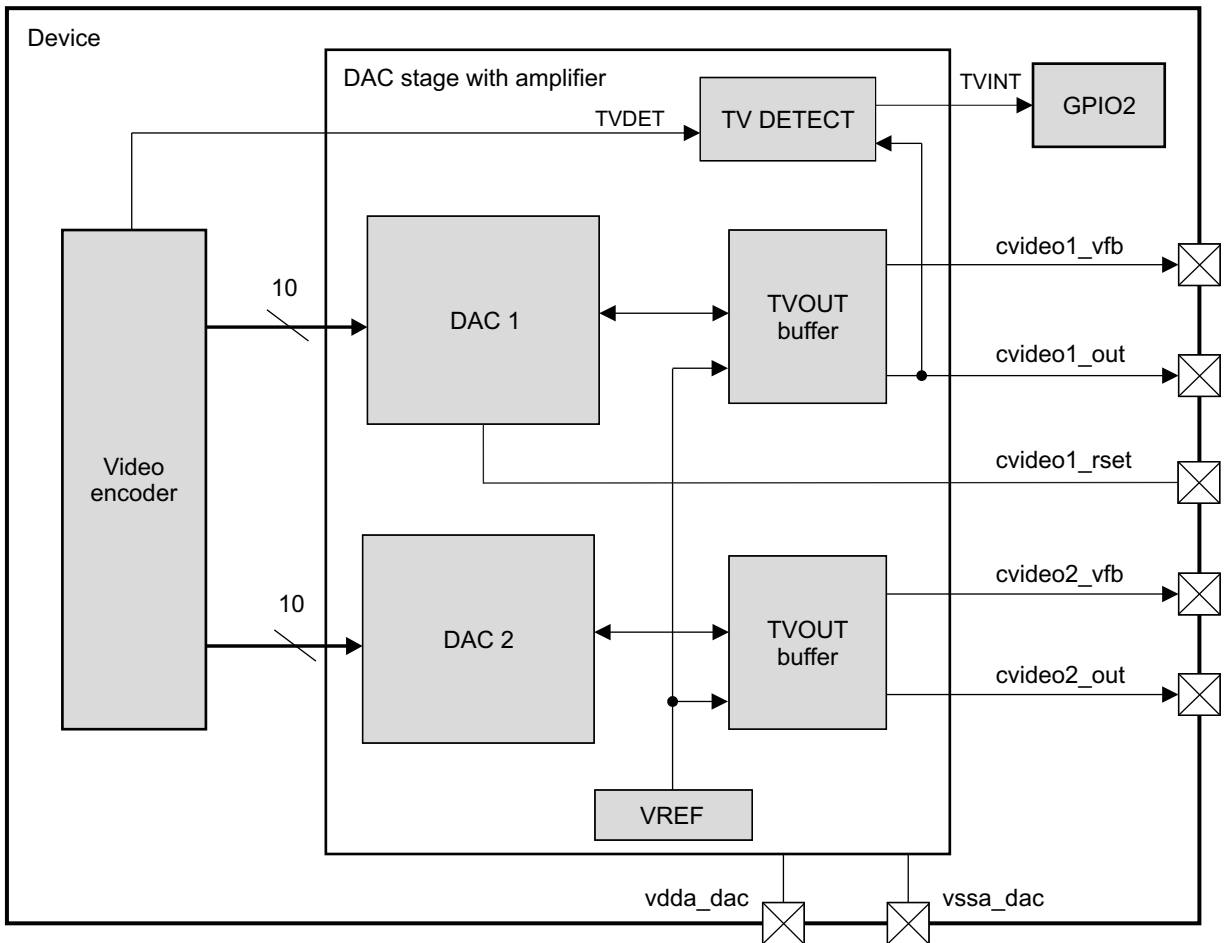 Device
DAC stage with amplifier
TVINT
GPIO2
TVDET
TV DETECT
cvideo1_vfb
10
DAC 1
TVOUT
buffer
cvideo1_out
Video
encoder
cvideo1_rset
cvideo2_vfb
10
DAC 2
TVOUT
buffer
cvideo2_out
VREF
vdda_dac
vssa_dac